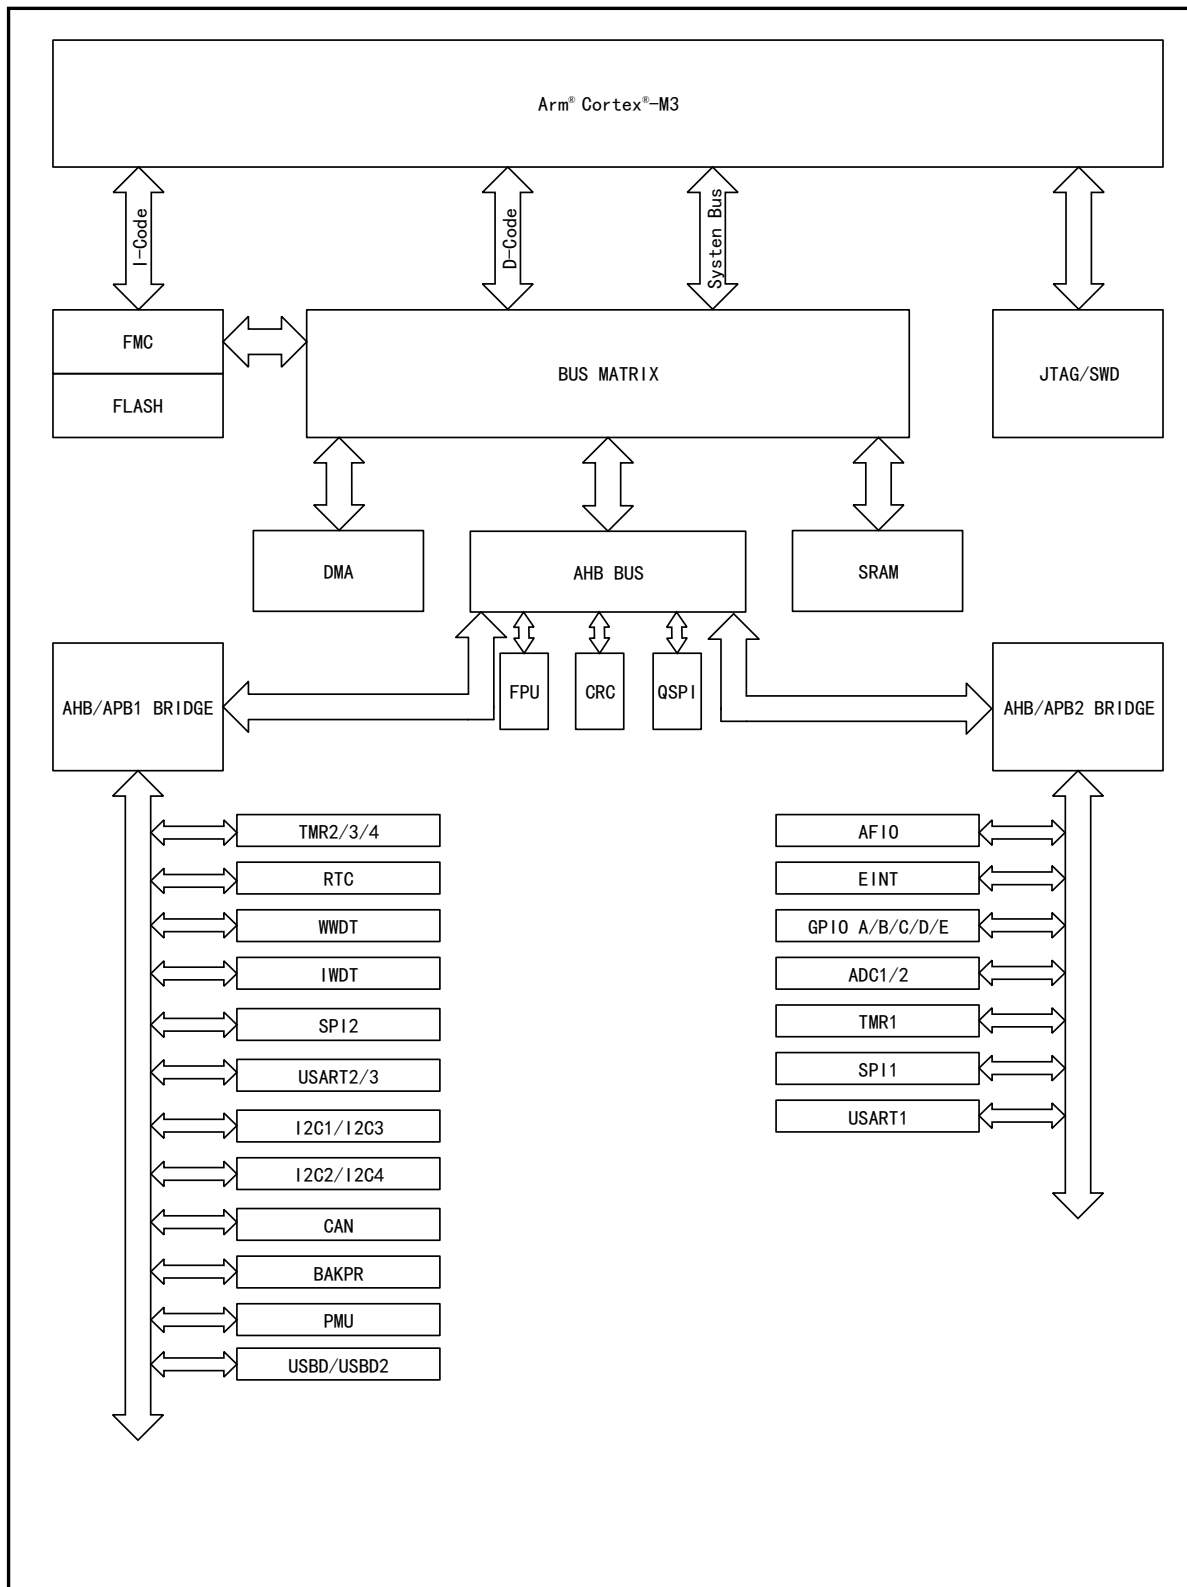 Arm® Cortex®-M3
I-Code
D-Code
Systen Bus
FMC
FLASH
BUS MATRIX
JTAG/SWD
DMA
AHB BUS
SRAM
AHB/APB1 BRIDGE
FPU
CRC
QSPI
AHB/APB2 BRIDGE
TMR2/3/4
RTC
WWDT
IWDT
SPI2
USART2/3
I2C1/I2C3
I2C2/I2C4
CAN
BAKPR
PMU
USBD/USBD2
AFIO
EINT
GPIO A/B/C/D/E
ADC1/2
TMR1
SPI1
USART1